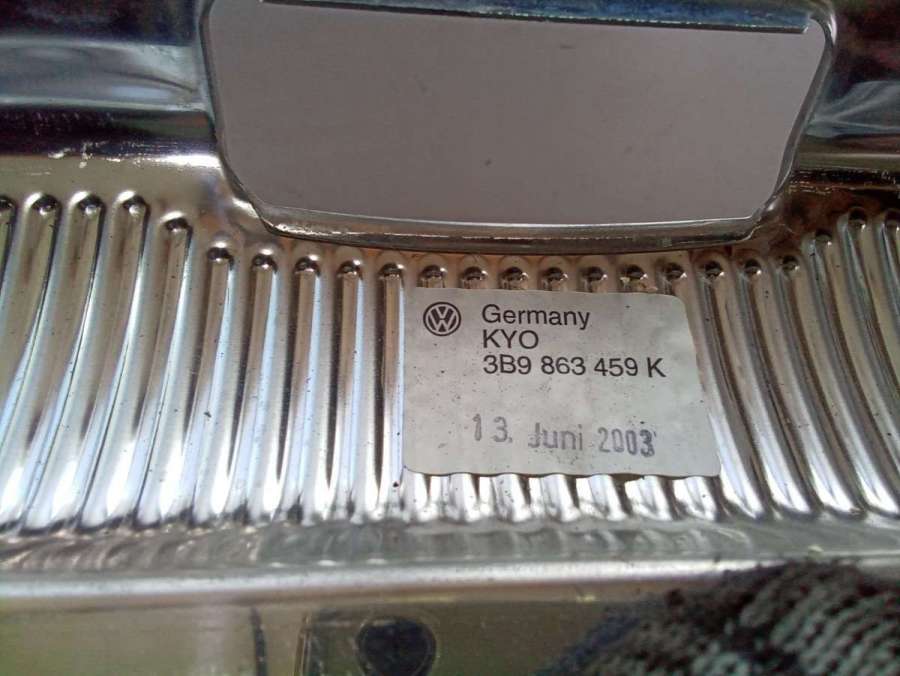 Germany
KYO
3B9 863 459 K
13. Juni 2003